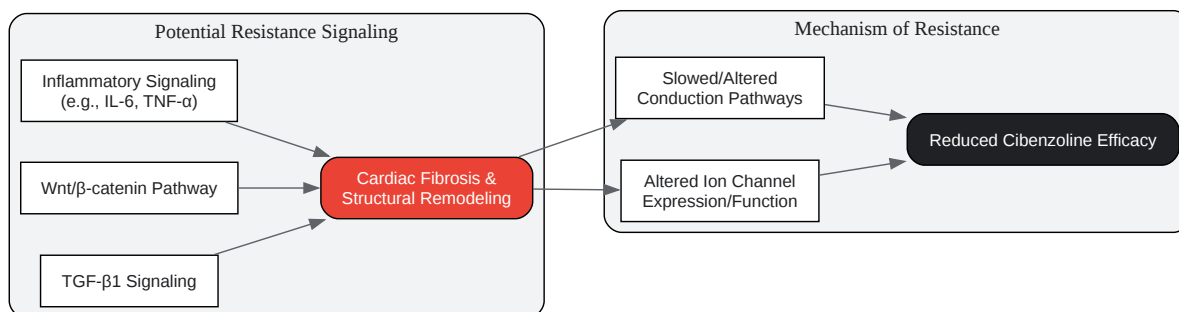 Potential Resistance Signaling
Inflammatory Signaling
(e.g., IL-6, TNF-α)
Wnt/β-catenin Pathway
TGF-β1 Signaling
Cardiac Fibrosis &
Structural Remodeling
Mechanism of Resistance
Slowed/Altered
Conduction Pathways
Altered Ion Channel
Expression/Function
Reduced Cibenzoline Efficacy